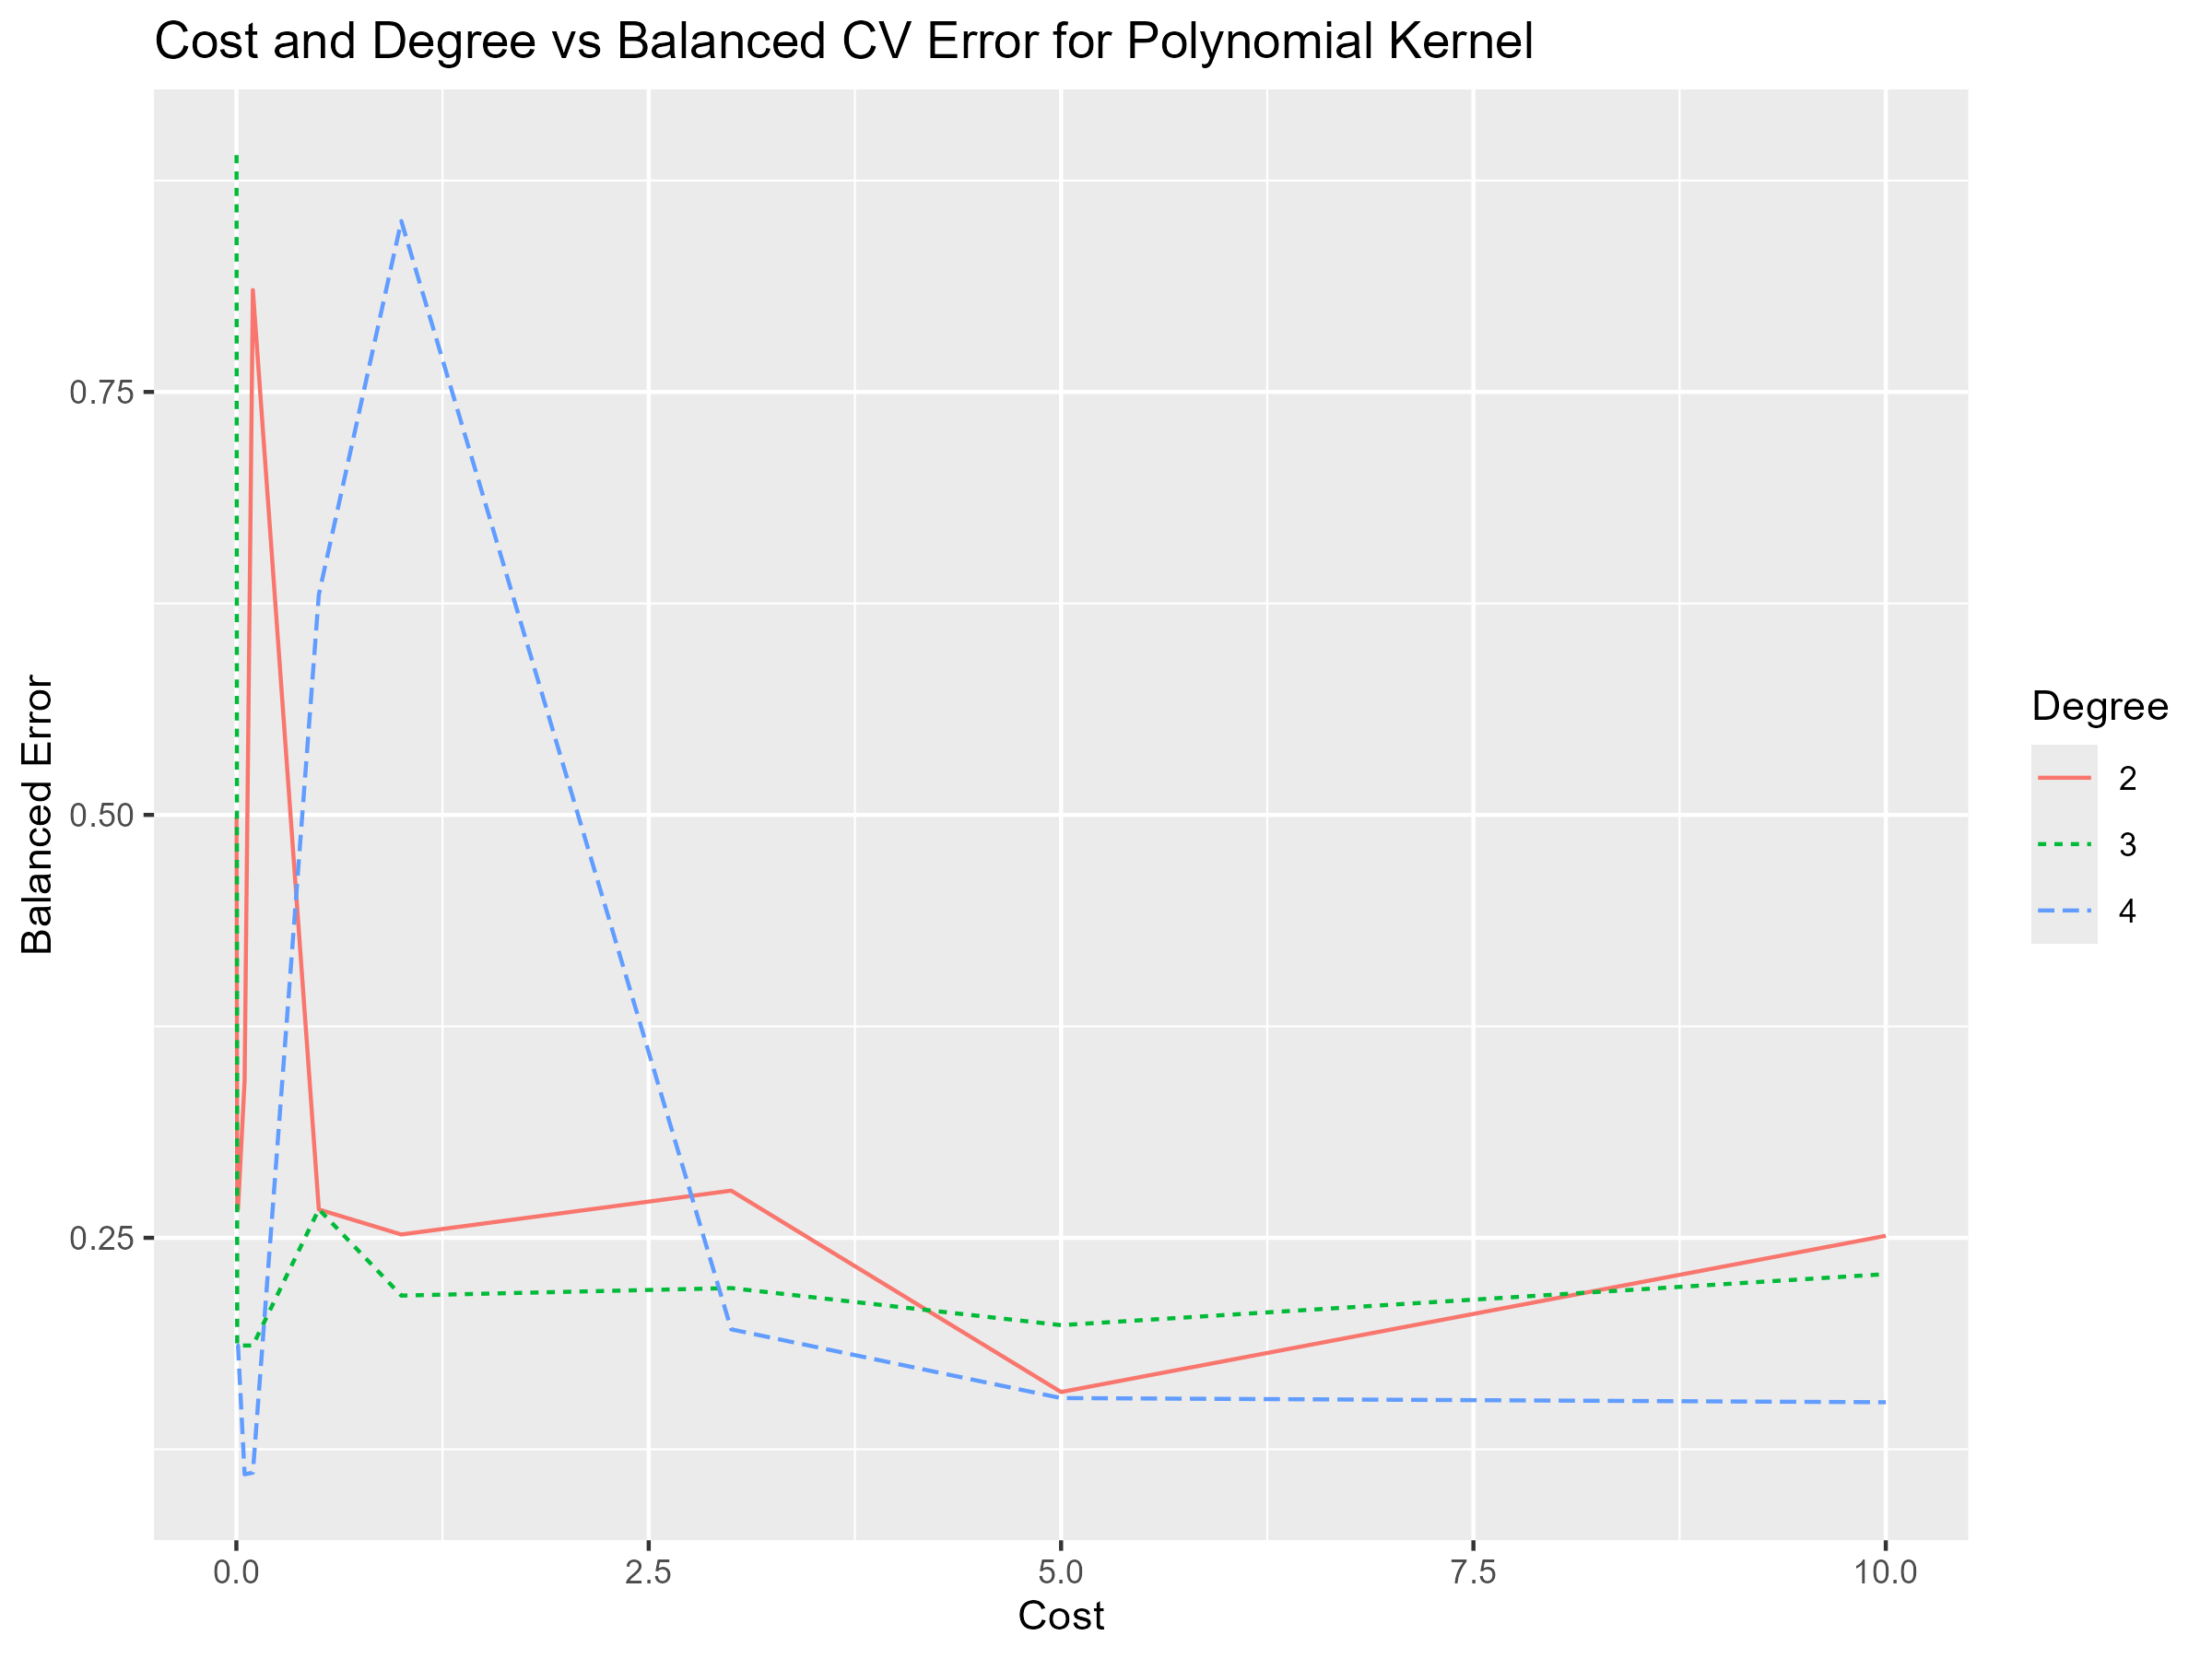 Cost and Degree vs Balanced CV Error for Polynomial Kernel
Balanced Error
0.75
0.50
0.25
0.0
2.5
5.0
7.5
10.0
Cost
Degree
2
3
4